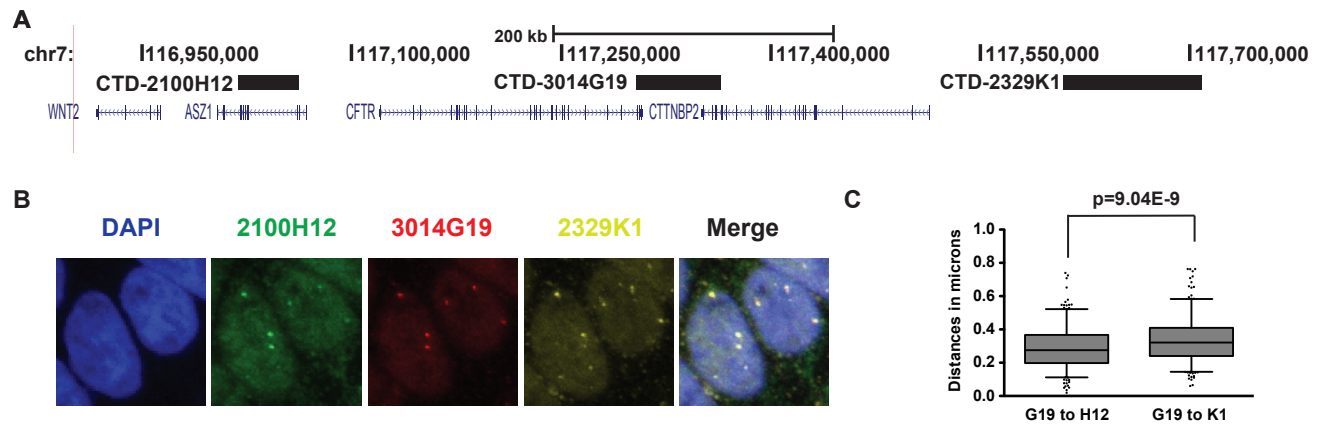 A
200 kb
chr7: 116,950,000 117,100,000 117,250,000 117,400,000 117,550,000 117,700,000
CTD-2100H12 CTD-3014G19 CTD-2329K1
WNT2 ASZ1 CFTR CTTNBP2
B
DAPI 2100H12 3014G19 2329K1 Merge
C
p=9.04E-9
Distances in microns
1.0
0.8
0.6
0.4
0.2
0.0
G19 to H12 G19 to K1